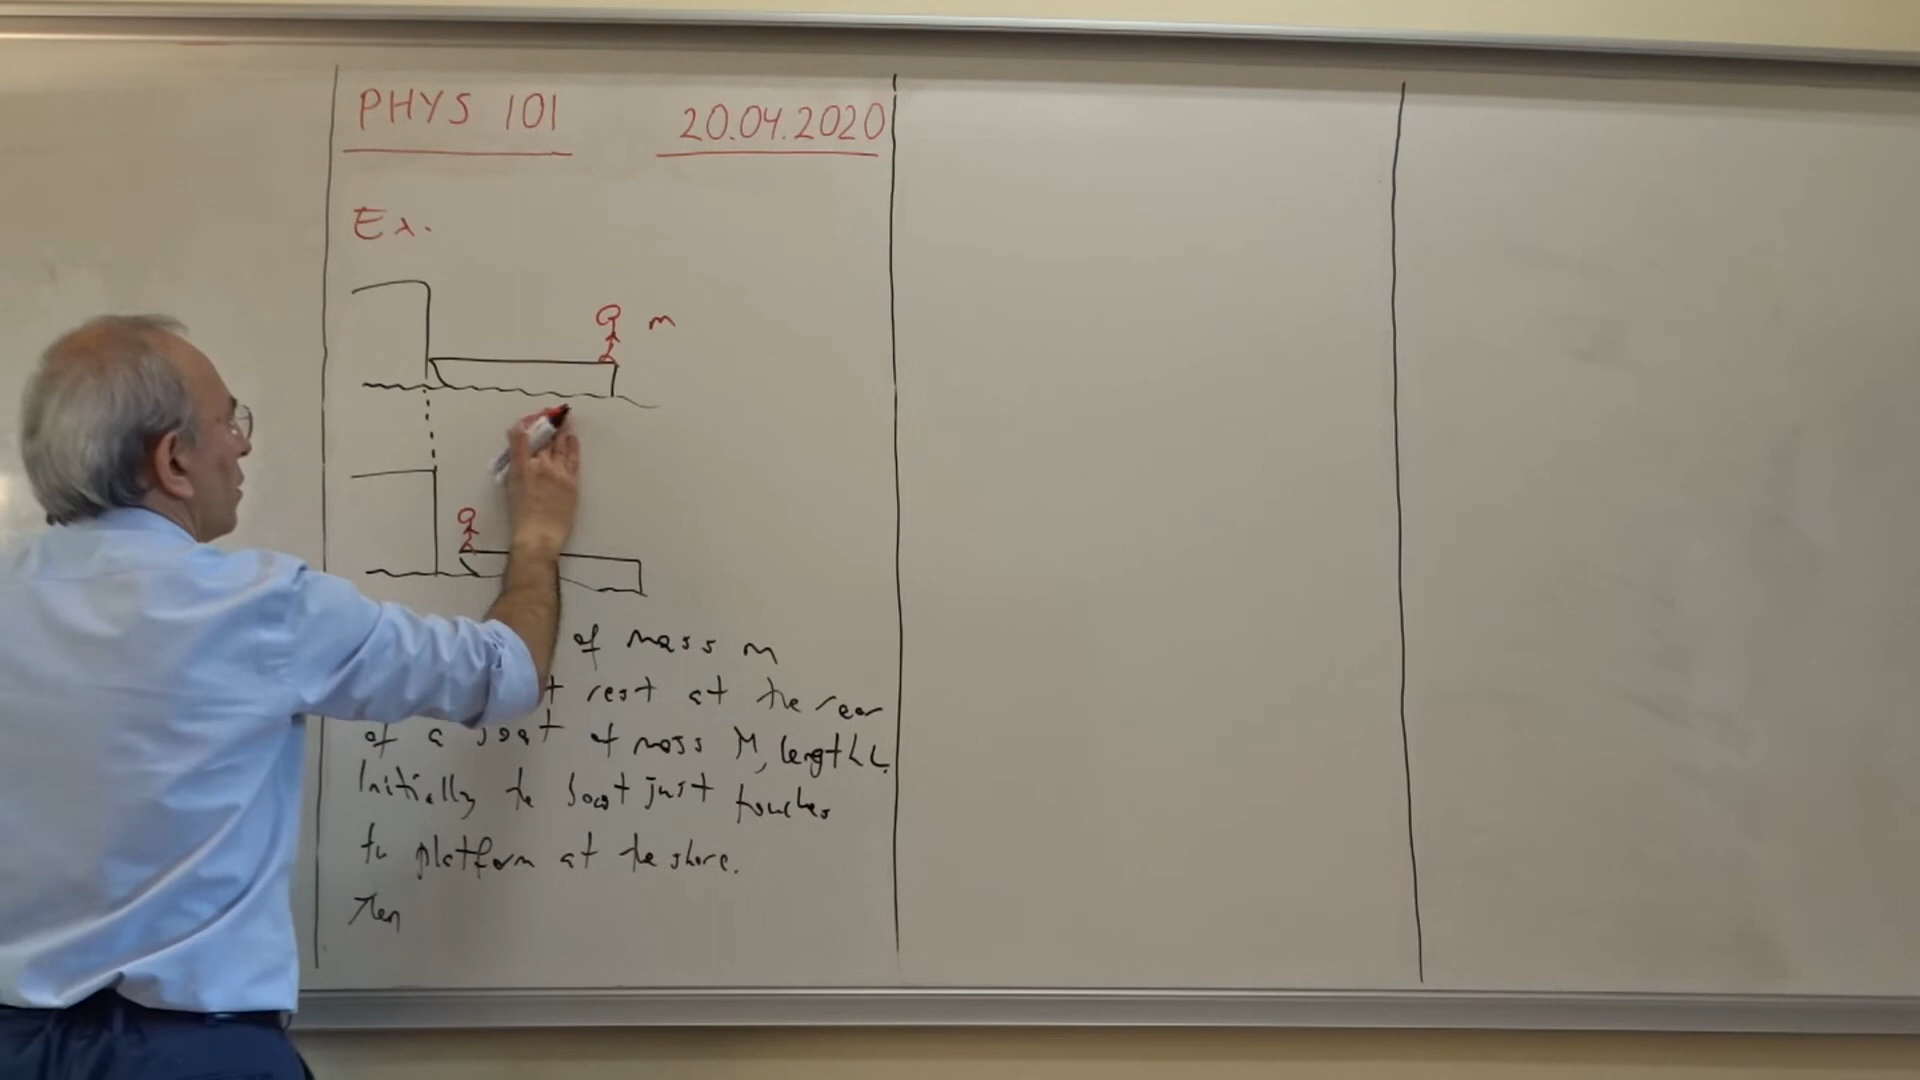 PHYS 101 20.04.2020
Ex.
m
of mass m
t rest at the rear
of a boat of mass M, length L.
Initially the boat just touches
to platform at the shore.
Then